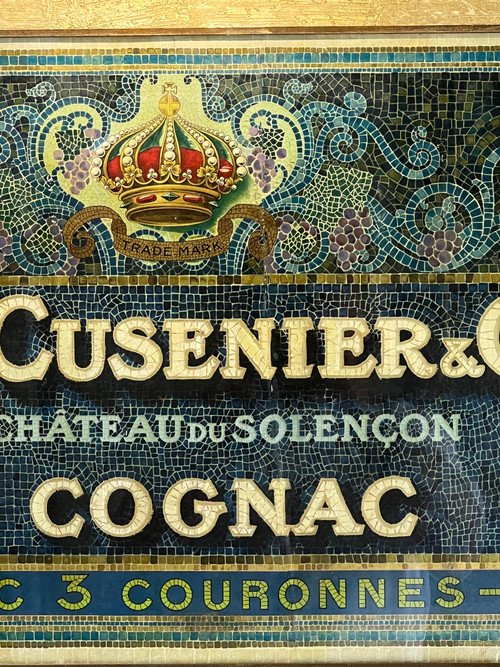 TRADE MARK
CUSENIER & C
CHÂTEAU DU SOLENÇON
COGNAC
C 3 COURONNES -